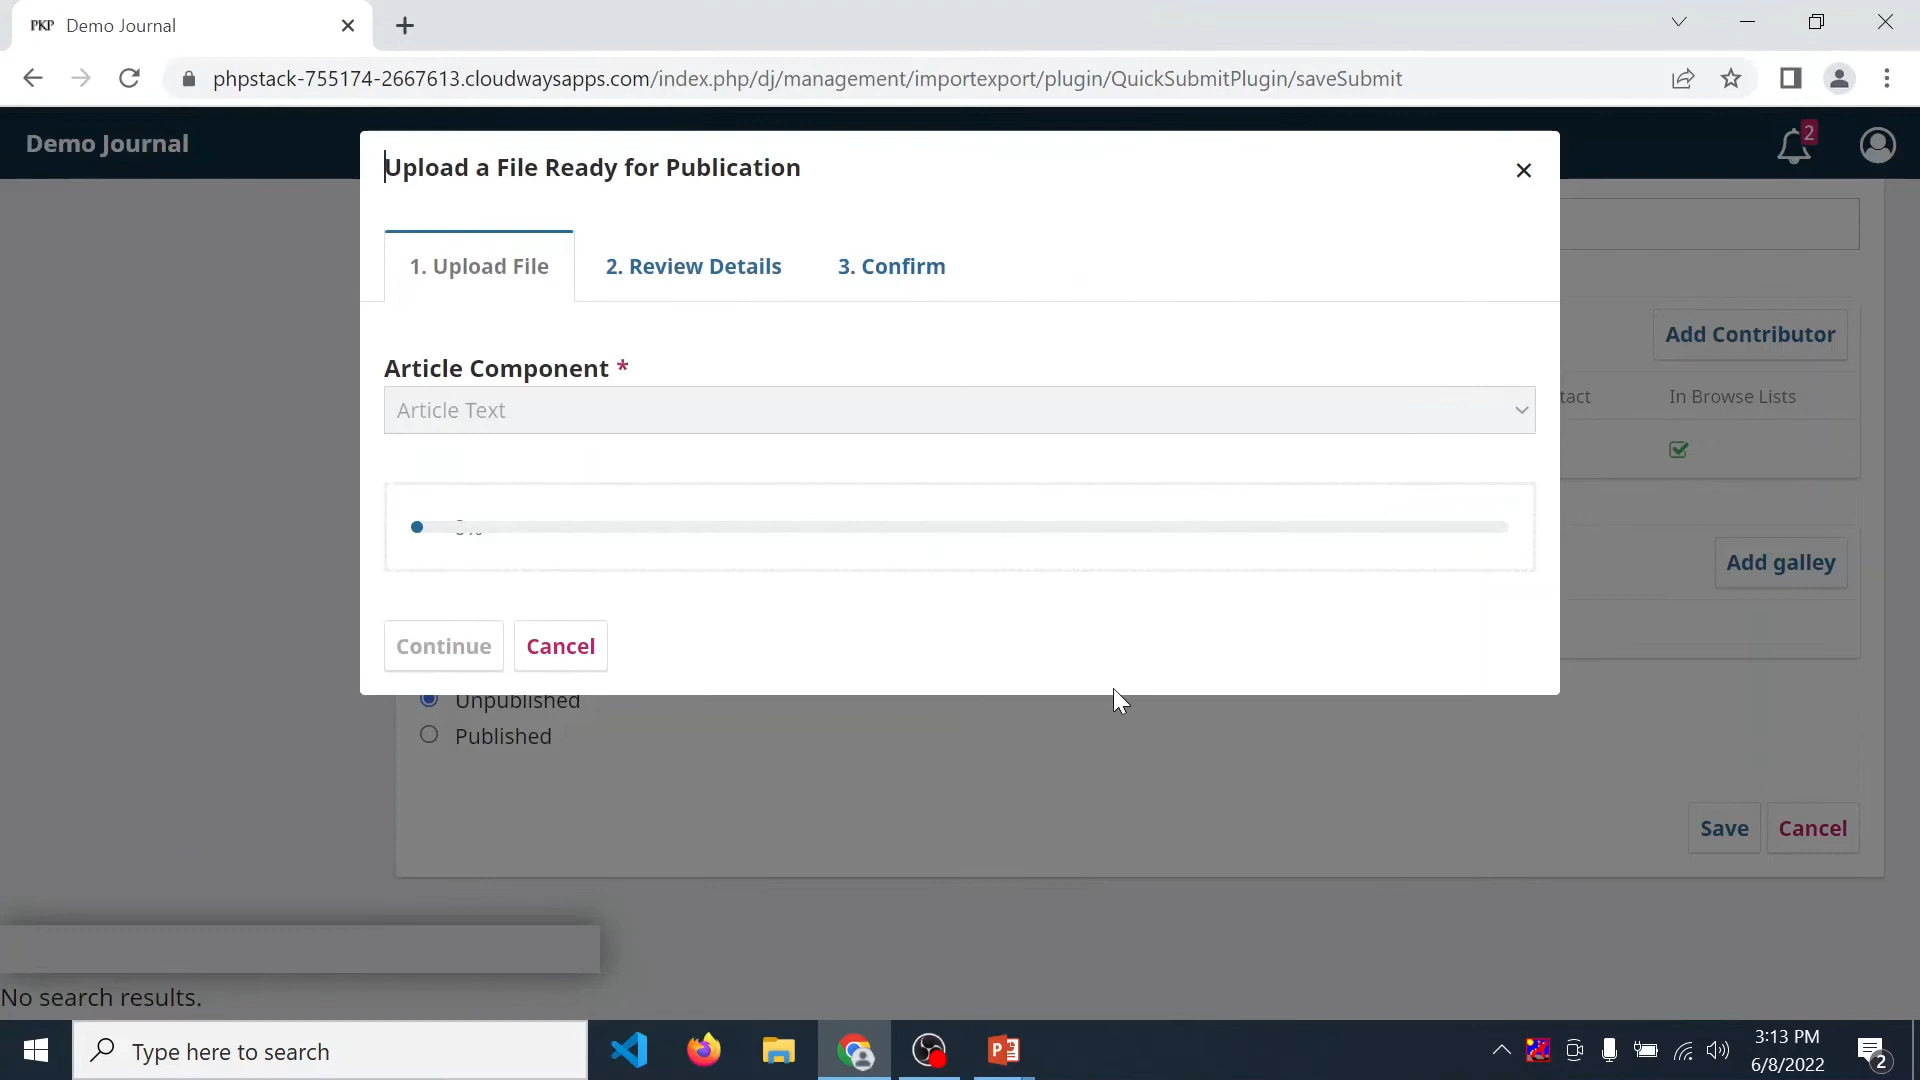 PKP Demo Journal
phpstack-755174-2667613.cloudwaysapps.com/index.php/dj/management/importexport/plugin/QuickSubmitPlugin/saveSubmit
Demo Journal
2
Upload a File Ready for Publication
1. Upload File
2. Review Details
3. Confirm
Add Contributor
Article Component *
Article Text
tact
In Browse Lists
Add galley
Continue
Cancel
Unpublished
Published
Save
Cancel
No search results.
Type here to search
3:13 PM
6/8/2022
2